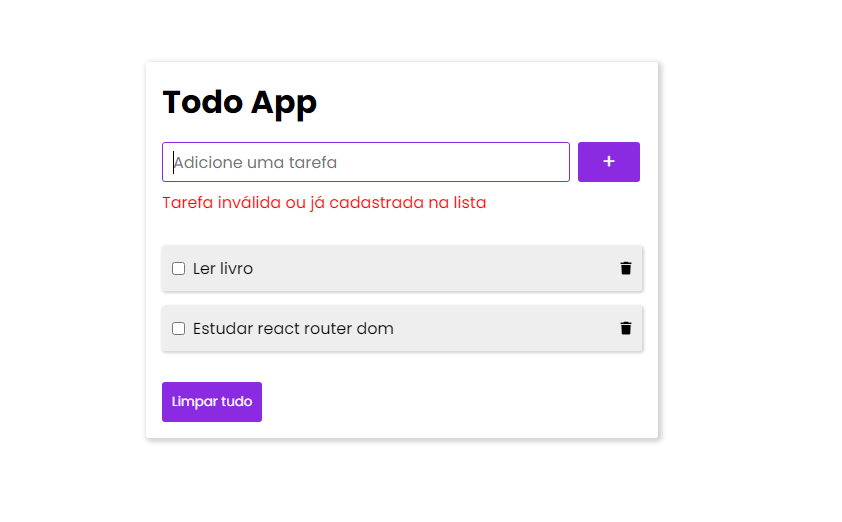 Todo App
Adicione uma tarefa
+
Tarefa inválida ou já cadastrada na lista
Ler livro
Estudar react router dom
Limpar tudo